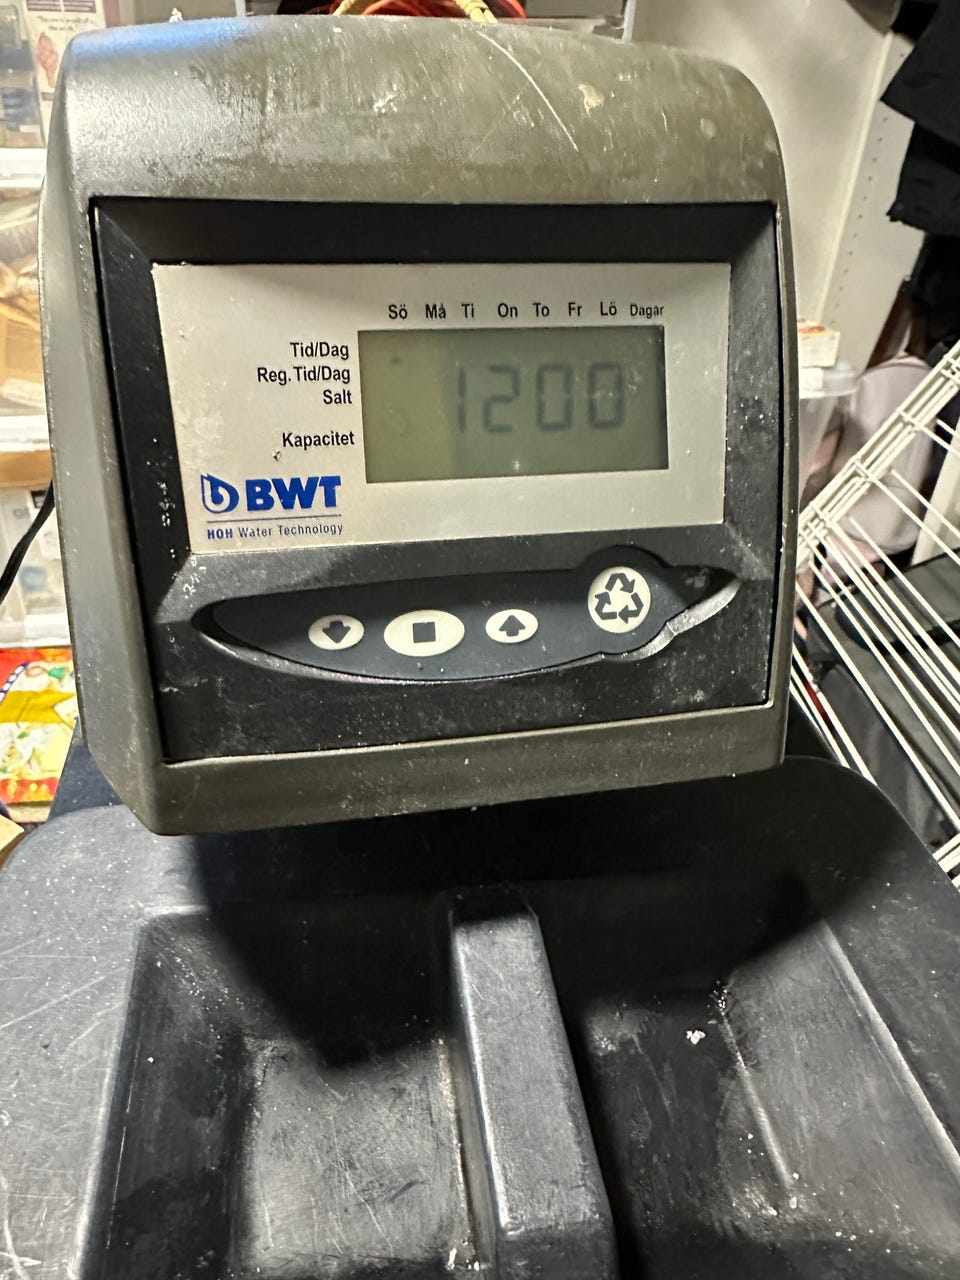 Sö Må Ti On To Fr Lö Dagar
Tid/Dag
Reg.Tid/Dag
Salt
1200
Kapacitet
BWT
HOH Water Technology